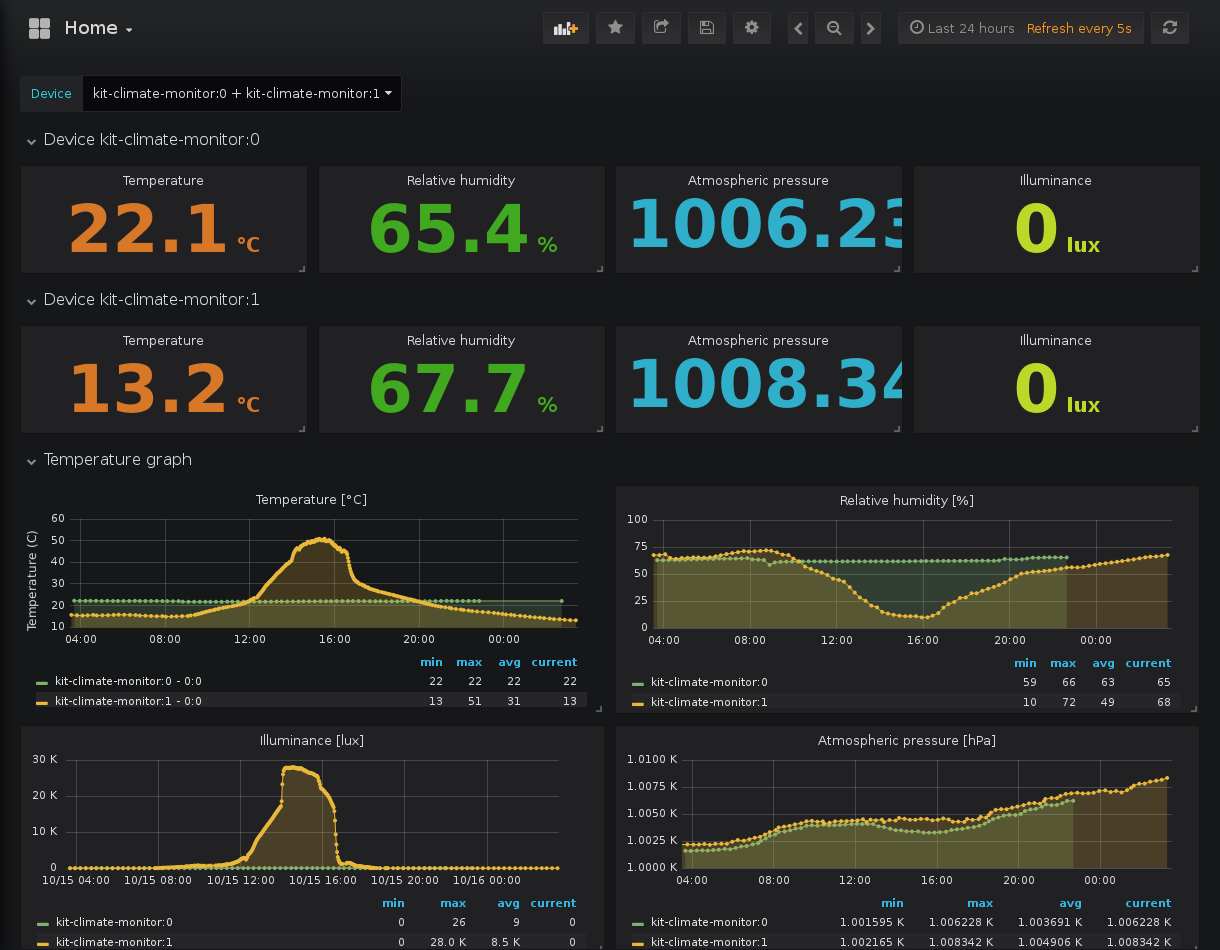 Home
Last 24 hours Refresh every 5s
Device kit-climate-monitor:0 + kit-climate-monitor:1
Device kit-climate-monitor:0
Temperature Relative humidity Atmospheric pressure Illuminance
22.1 °C 65.4 % 1006.23 0 lux
Device kit-climate-monitor:1
Temperature Relative humidity Atmospheric pressure Illuminance
13.2 °C 67.7 % 1008.34 0 lux
Temperature graph
Temperature [°C]
Temperature (C)
60
50
40
30
20
10
04:00 08:00 12:00 16:00 20:00 00:00
min max avg current
kit-climate-monitor:0 - 0:0 22 22 22 22
kit-climate-monitor:1 - 0:0 13 51 31 13
Relative humidity [%]
100
75
50
25
0
04:00 08:00 12:00 16:00 20:00 00:00
min max avg current
kit-climate-monitor:0 59 66 63 65
kit-climate-monitor:1 10 72 49 68
Illuminance [lux]
30 K
20 K
10 K
0
10/15 04:00 10/15 08:00 10/15 12:00 10/15 16:00 10/15 20:00 10/16 00:00
min max avg current
kit-climate-monitor:0 0 26 9 0
kit-climate-monitor:1 0 28.0 K 8.5 K 0
Atmospheric pressure [hPa]
1.0100 K
1.0075 K
1.0050 K
1.0025 K
1.0000 K
04:00 08:00 12:00 16:00 20:00 00:00
min max avg current
kit-climate-monitor:0 1.001595 K 1.006228 K 1.003691 K 1.006228 K
kit-climate-monitor:1 1.002165 K 1.008342 K 1.004906 K 1.008342 K